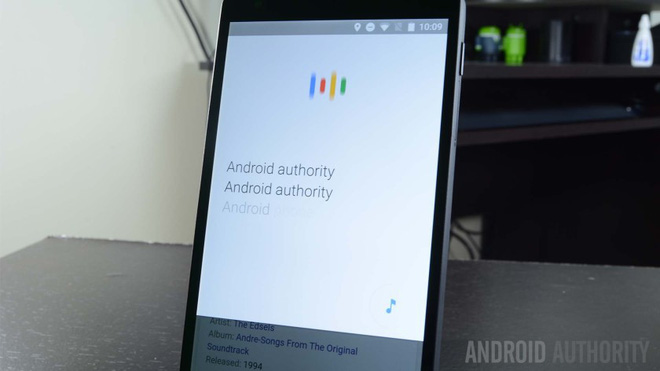 10:09
Android authority
Android authority
Android
Artist: The Edsels
Album: Andre-Songs From The Original
Soundtrack
Released: 1994
ANDROID AUTHORITY